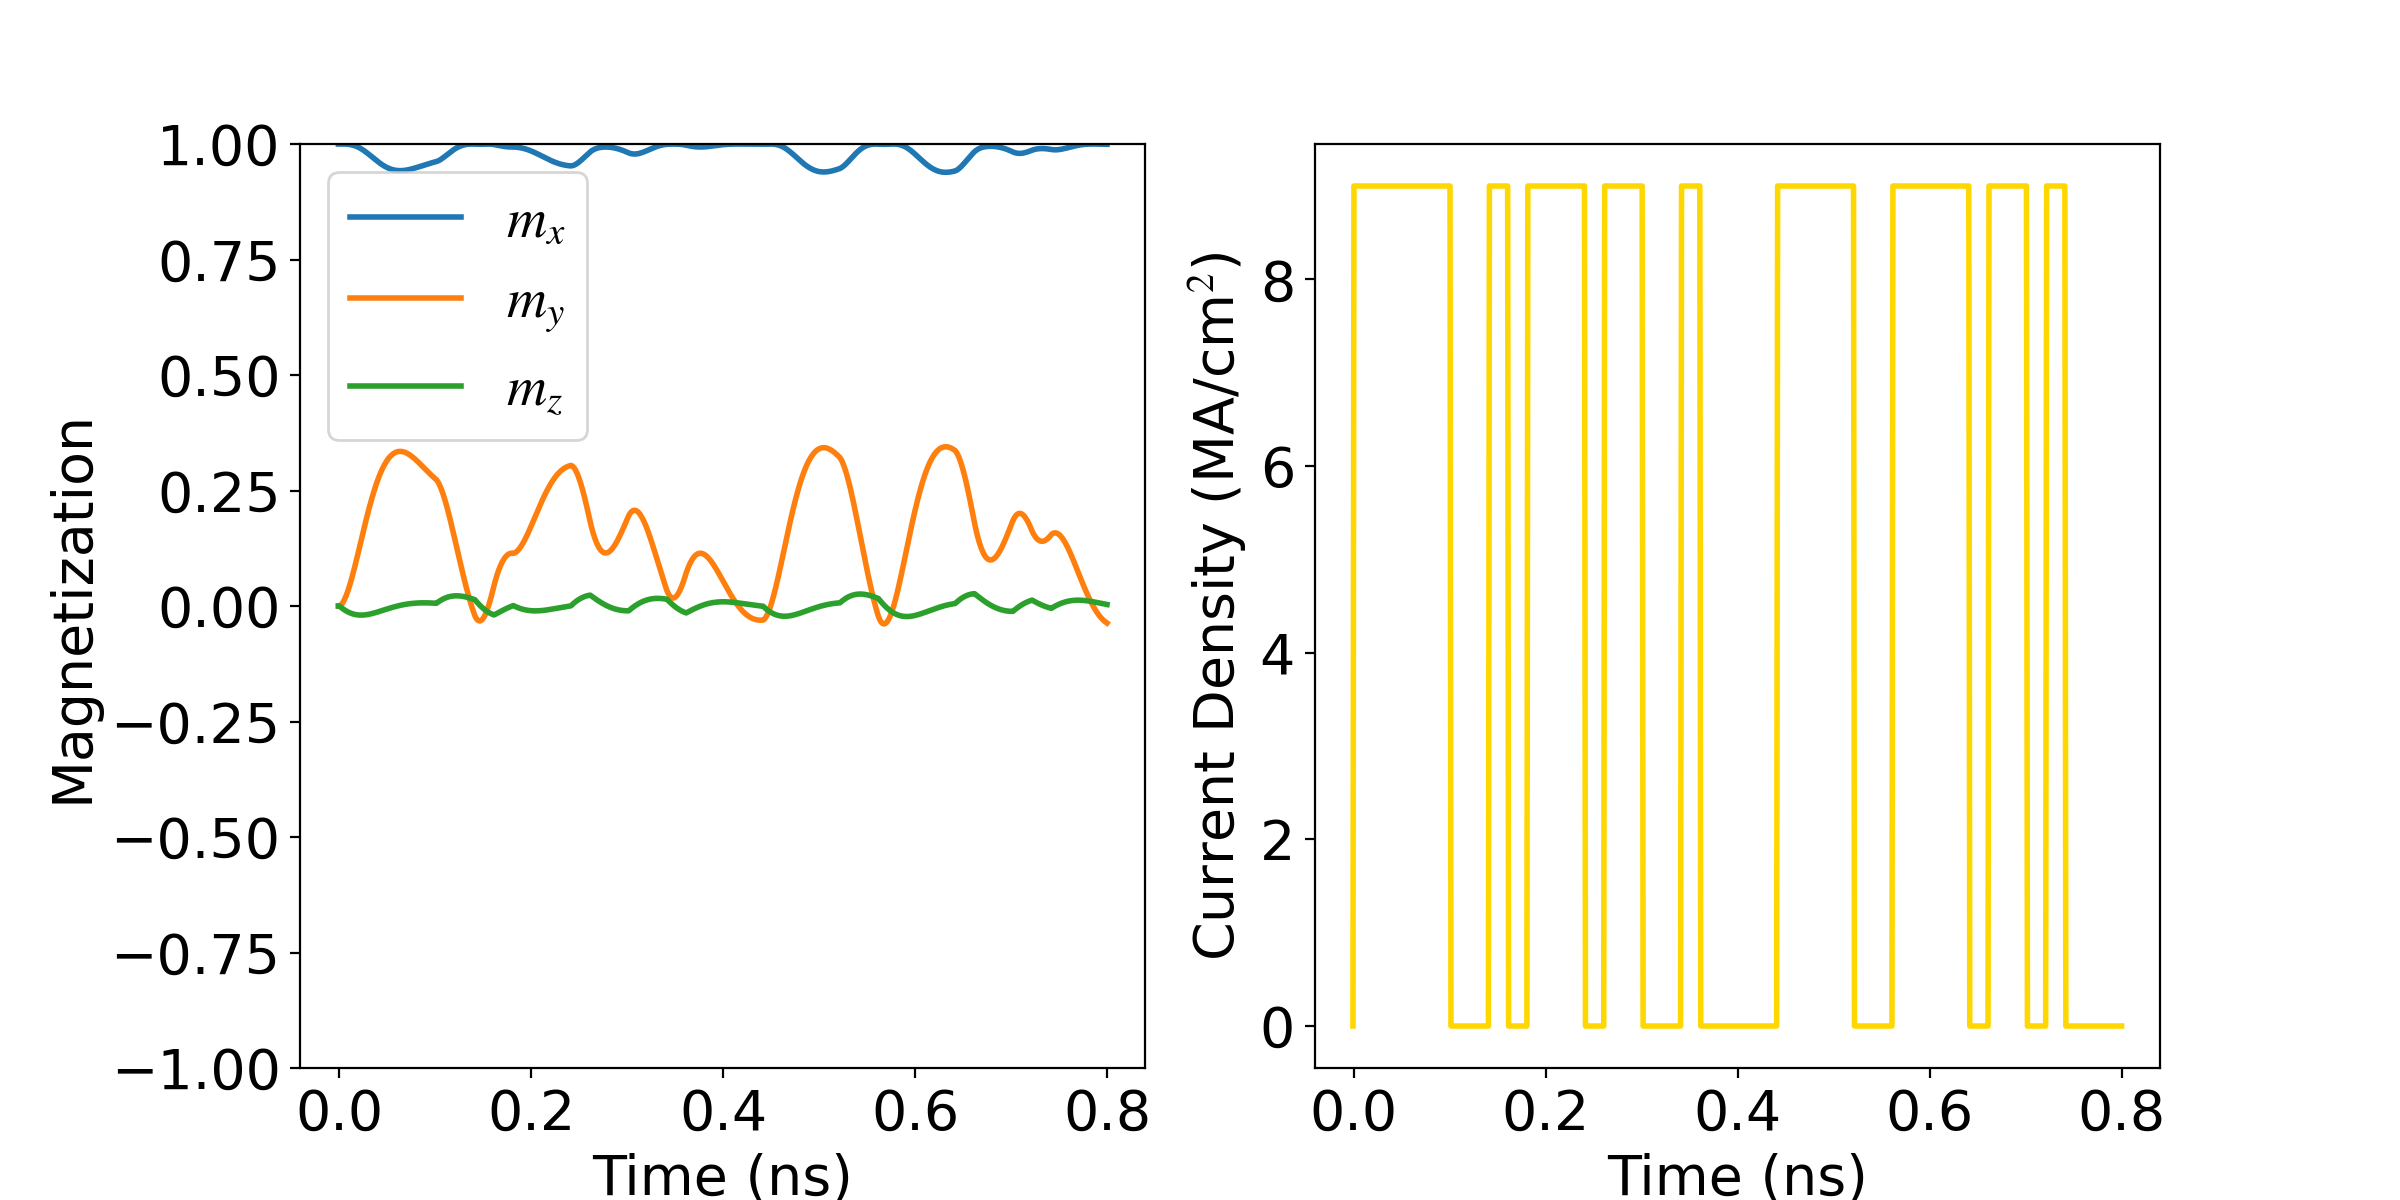 1.00
0.75
0.50
0.25
0.00
−0.25
−0.50
−0.75
−1.00
Magnetization
m_x
m_y
m_z
0.0 0.2 0.4 0.6 0.8
Time (ns)
8
6
4
2
0
Current Density (MA/cm²)
0.0 0.2 0.4 0.6 0.8
Time (ns)